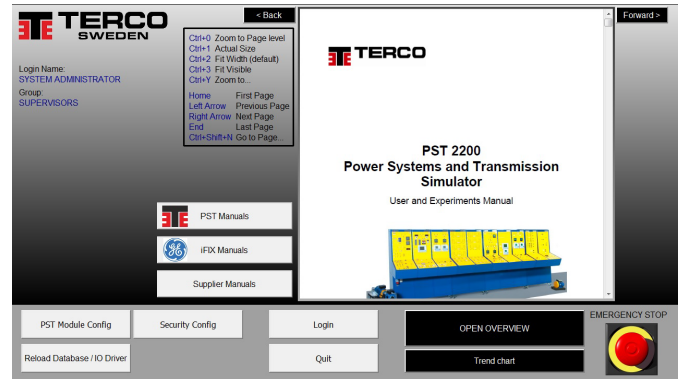 TERCO
SWEDEN
< Back
Forward >
Ctrl+0 Zoom to Page level
Ctrl+1 Actual Size
Ctrl+2 Fit Width (default)
Ctrl+3 Fit Visible
Ctrl+Y Zoom to...
Home First Page
Left Arrow Previous Page
Right Arrow Next Page
End Last Page
Ctrl+Shift+N Go to Page...
Login Name:
SYSTEM ADMINISTRATOR
Group:
SUPERVISORS
TERCO
PST 2200
Power Systems and Transmission
Simulator
User and Experiments Manual
PST Manuals
iFIX Manuals
Supplier Manuals
PST Module Config
Security Config
Login
OPEN OVERVIEW
EMERGENCY STOP
Reload Database / IO Driver
Quit
Trend chart